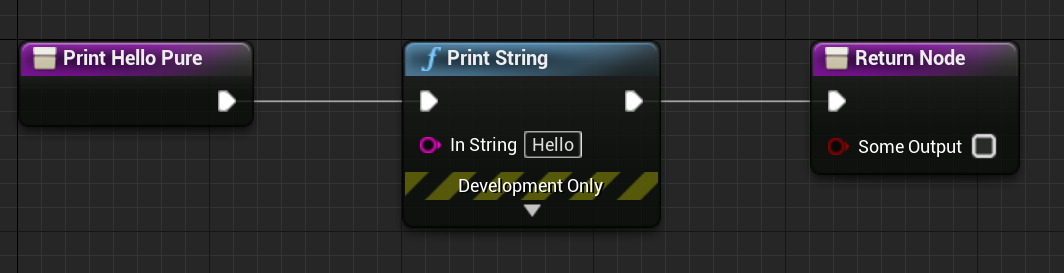 Print Hello Pure
Print String
In String Hello
Development Only
Return Node
Some Output